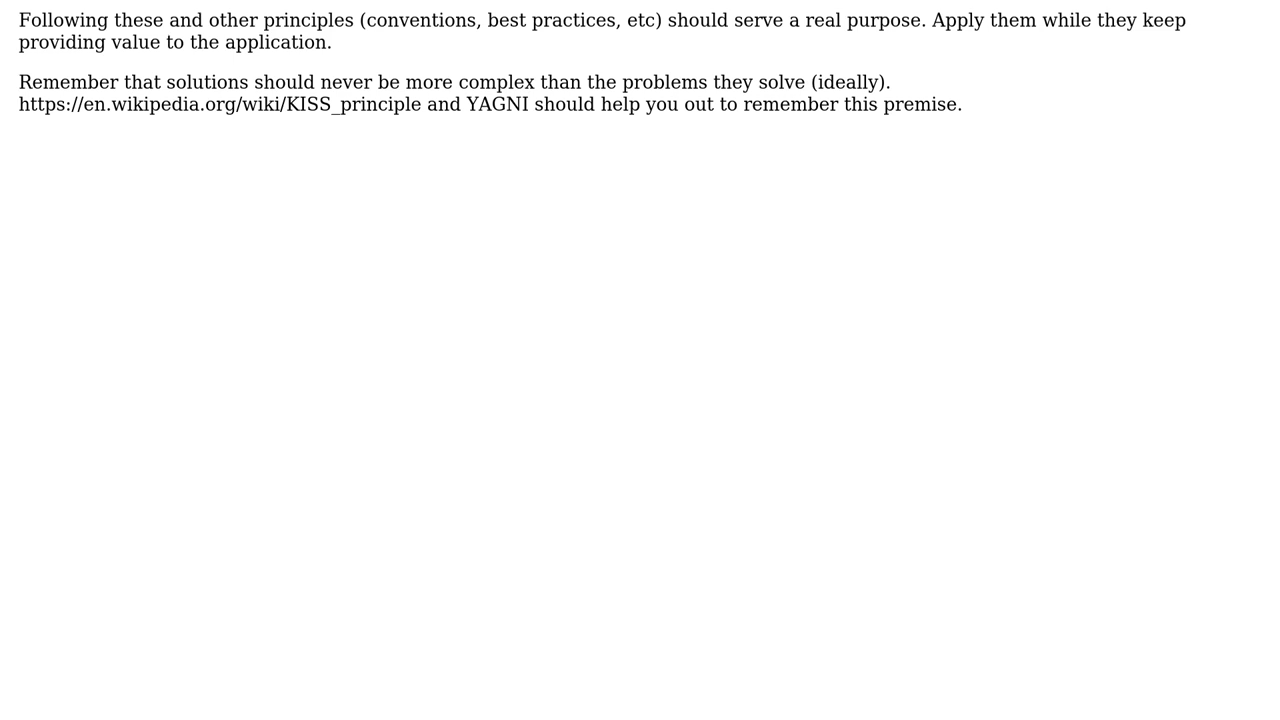 Following these and other principles (conventions, best practices, etc) should serve a real purpose. Apply them while they keep
providing value to the application.
Remember that solutions should never be more complex than the problems they solve (ideally).
https://en.wikipedia.org/wiki/KISS_principle and YAGNI should help you out to remember this premise.